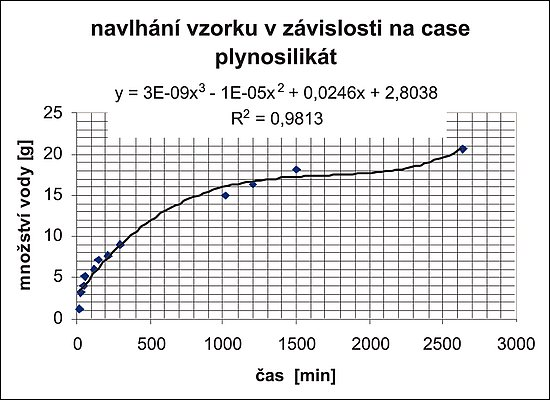 navlhání vzorku v závislosti na case
plynosilikát
y = 3E-09x³ - 1E-05x² + 0,0246x + 2,8038
R² = 0,9813
25
20
15
10
5
0
množství vody [g]
0 500 1000 1500 2000 2500 3000
čas [min]